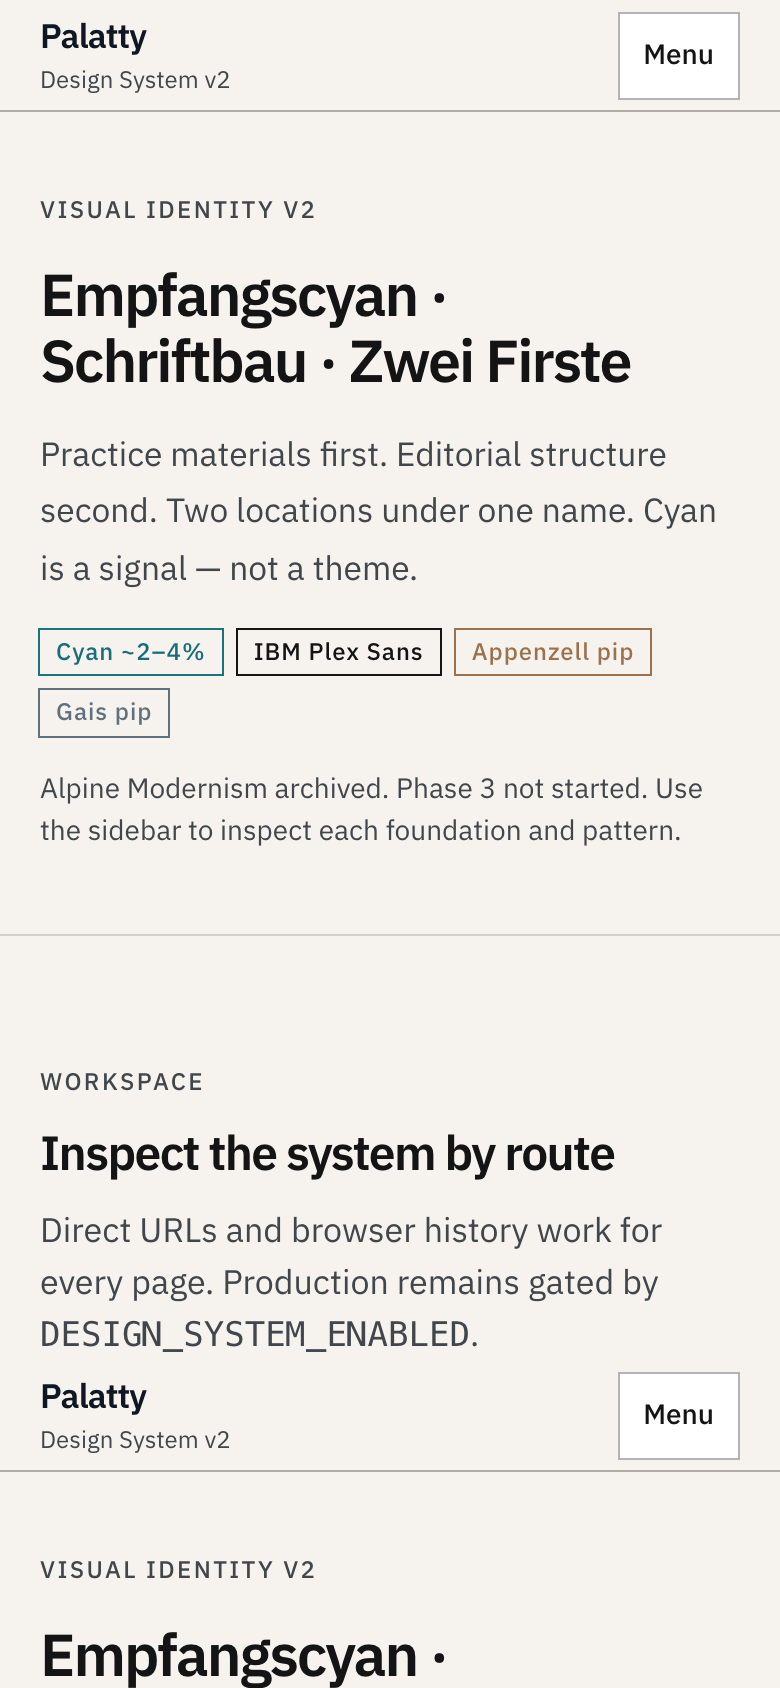 Palatty
Design System v2
Menu
VISUAL IDENTITY V2
Empfangscyan ·
Schriftbau · Zwei Firste
Practice materials first. Editorial structure
second. Two locations under one name. Cyan
is a signal — not a theme.
Cyan ~2–4%
IBM Plex Sans
Appenzell pip
Gais pip
Alpine Modernism archived. Phase 3 not started. Use
the sidebar to inspect each foundation and pattern.
WORKSPACE
Inspect the system by route
Direct URLs and browser history work for
every page. Production remains gated by
DESIGN_SYSTEM_ENABLED.
Palatty
Design System v2
Menu
VISUAL IDENTITY V2
Empfangscyan ·